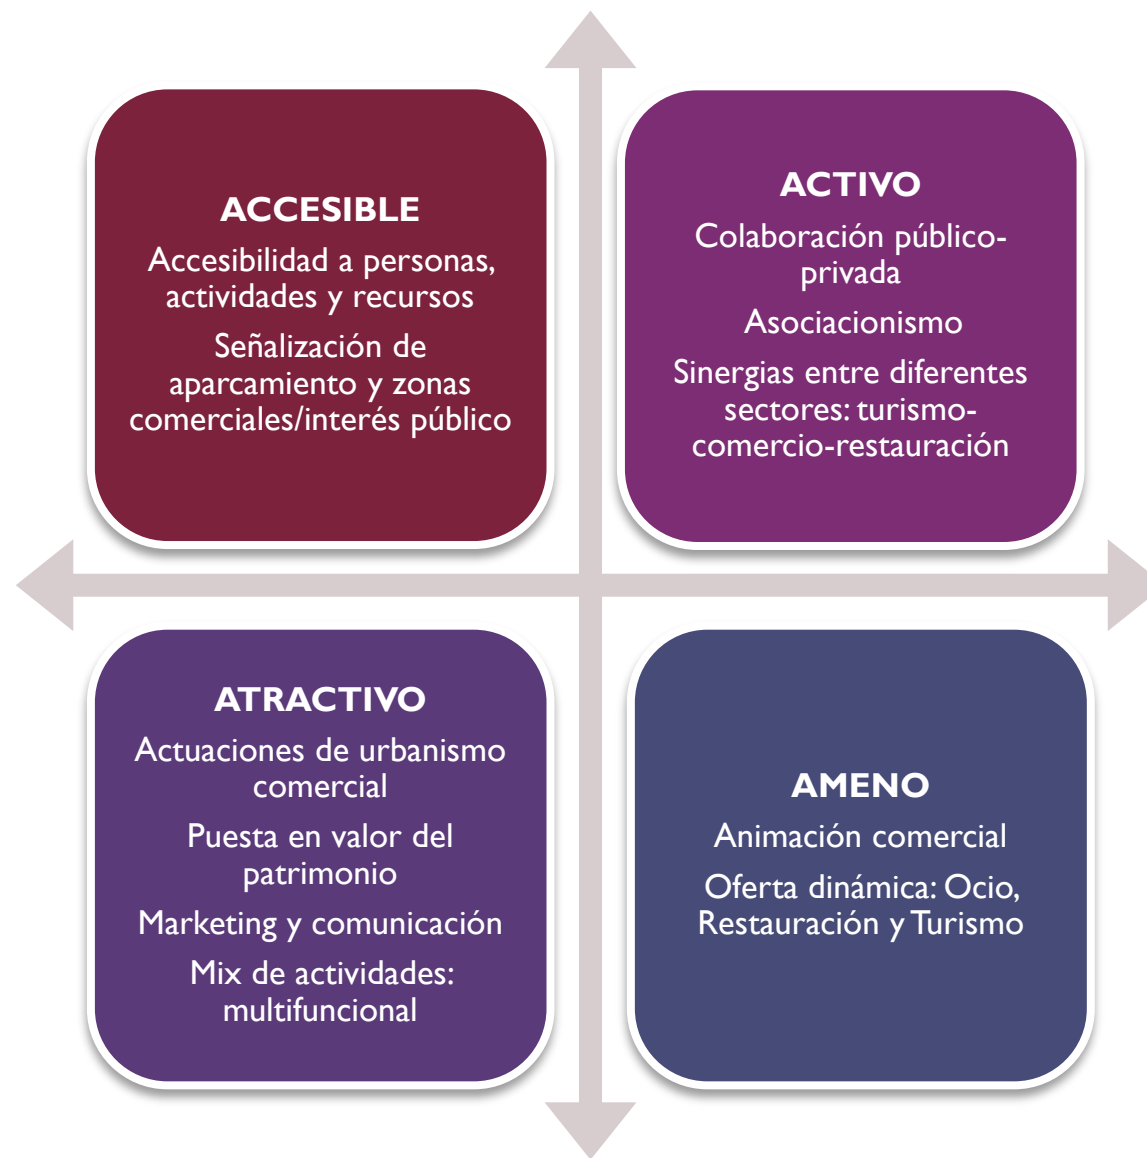 ACCESIBLE
Accesibilidad a personas,
actividades y recursos
Señalización de
aparcamiento y zonas
comerciales/interés público
ACTIVO
Colaboración público-
privada
Asociacionismo
Sinergias entre diferentes
sectores: turismo-
comercio-restauración
ATRACTIVO
Actuaciones de urbanismo
comercial
Puesta en valor del
patrimonio
Marketing y comunicación
Mix de actividades:
multifuncional
AMENO
Animación comercial
Oferta dinámica: Ocio,
Restauración y Turismo